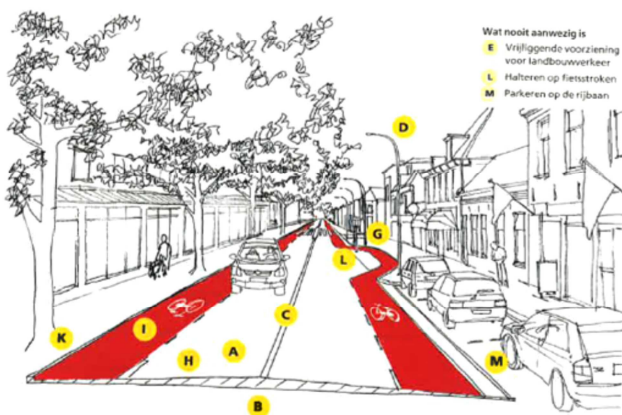 Wat nooit aanwezig is
E Vrijliggende voorziening
voor landbouwverkeer
L Halteren op fietsstroken
M Parkeren op de rijbaan
D
G
L
C
K
I
A
H
M
B